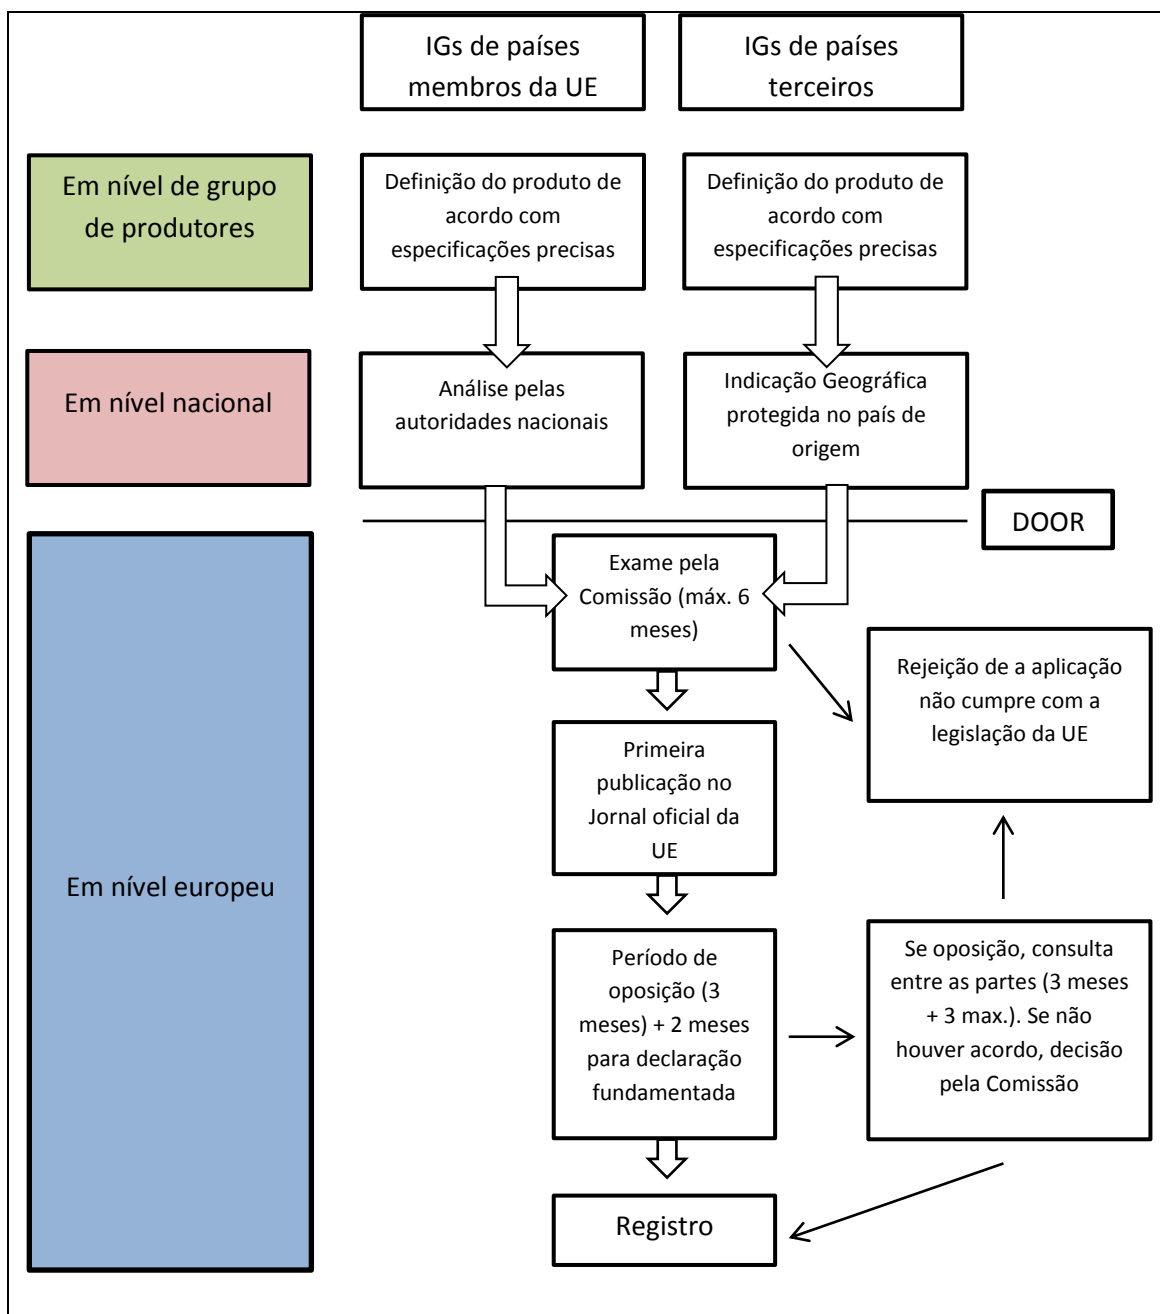 IGs de países
membros da UE
IGs de países
terceiros
Em nível de grupo
de produtores
Definição do produto de
acordo com
especificações precisas
Definição do produto de
acordo com
especificações precisas
Em nível nacional
Análise pelas
autoridades nacionais
Indicação Geográfica
protegida no país de
origem
DOOR
Em nível europeu
Exame pela
Comissão (máx. 6
meses)
Rejeição de a aplicação
não cumpre com a
legislação da UE
Primeira
publicação no
Jornal oficial da
UE
Período de
oposição (3
meses) + 2 meses
para declaração
fundamentada
Se oposição, consulta
entre as partes (3 meses
+ 3 max.). Se não
houver acordo, decisão
pela Comissão
Registro